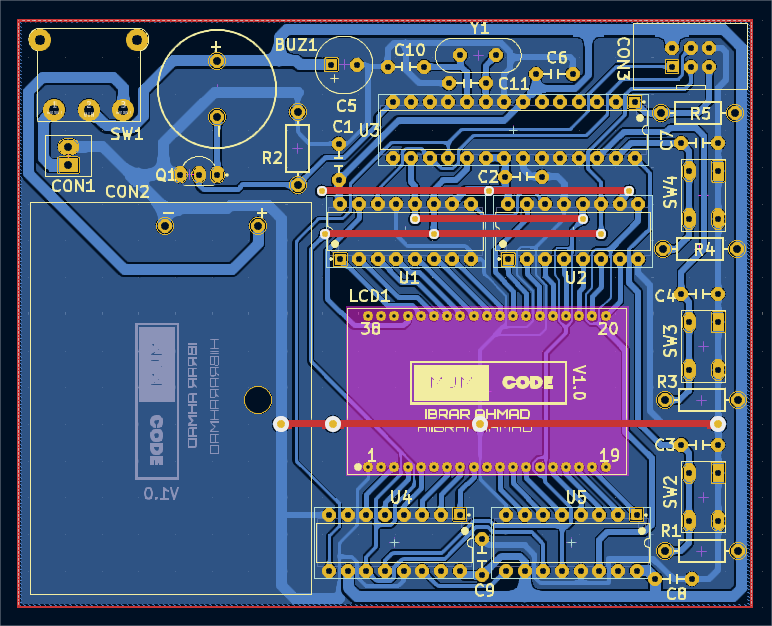 Y1
BUZ1
C10
C6
CON3
C11
+
+
C5
U3
R5
SW1
C1
C7
R2
C2
Q1
CON1
CON2
SW4
−
+
R4
U1
U2
LCD1
C4
38
20
SW3
CODE
V1.0
IBRAR AHMAD
R3
IBRAR AHMAD
CODE
V1.0
1
19
C3
SW2
U4
U5
R1
C9
C8